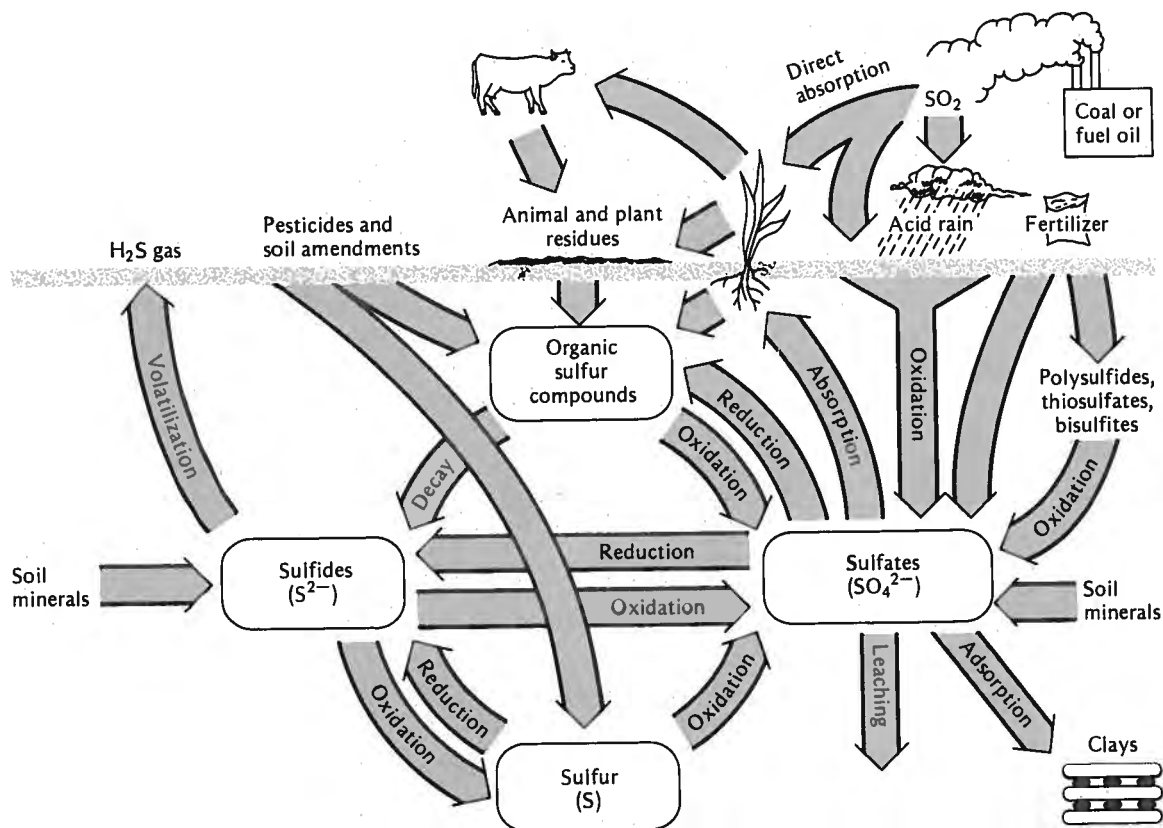 Direct
absorption
SO₂
Coal or
fuel oil
H₂S gas
Pesticides and
soil amendments
Animal and plant
residues
Acid rain
Fertilizer
Volatilization
Organic
sulfur
compounds
Decay
Oxidation
Reduction
Absorption
Oxidation
Polysulfides,
thiosulfates,
bisulfites
Oxidation
Soil
minerals
Sulfides
(S²⁻)
Reduction
Oxidation
Sulfates
(SO₄²⁻)
Soil
minerals
Oxidation
Reduction
Oxidation
Leaching
Adsorption
Sulfur
(S)
Clays